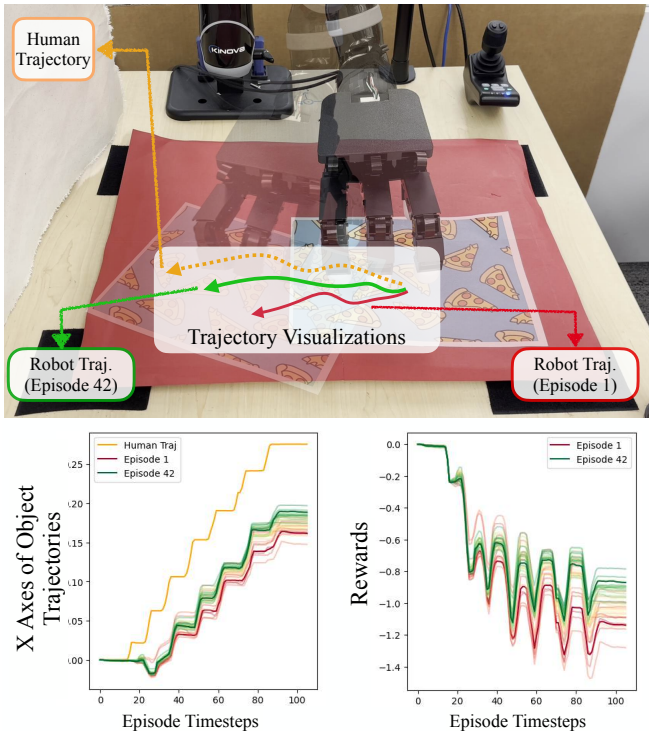 Human
Trajectory
KINOVA
Trajectory Visualizations
Robot Traj.
(Episode 42)
Robot Traj.
(Episode 1)
X Axes of Object
Trajectories
Human Traj
Episode 1
Episode 42
.25
.20
.15
.10
.05
.00
0 20 40 60 80 100
Episode Timesteps
Rewards
Episode 1
Episode 42
0.0
−0.2
−0.4
−0.6
−0.8
−1.0
−1.2
−1.4
0 20 40 60 80 100
Episode Timesteps